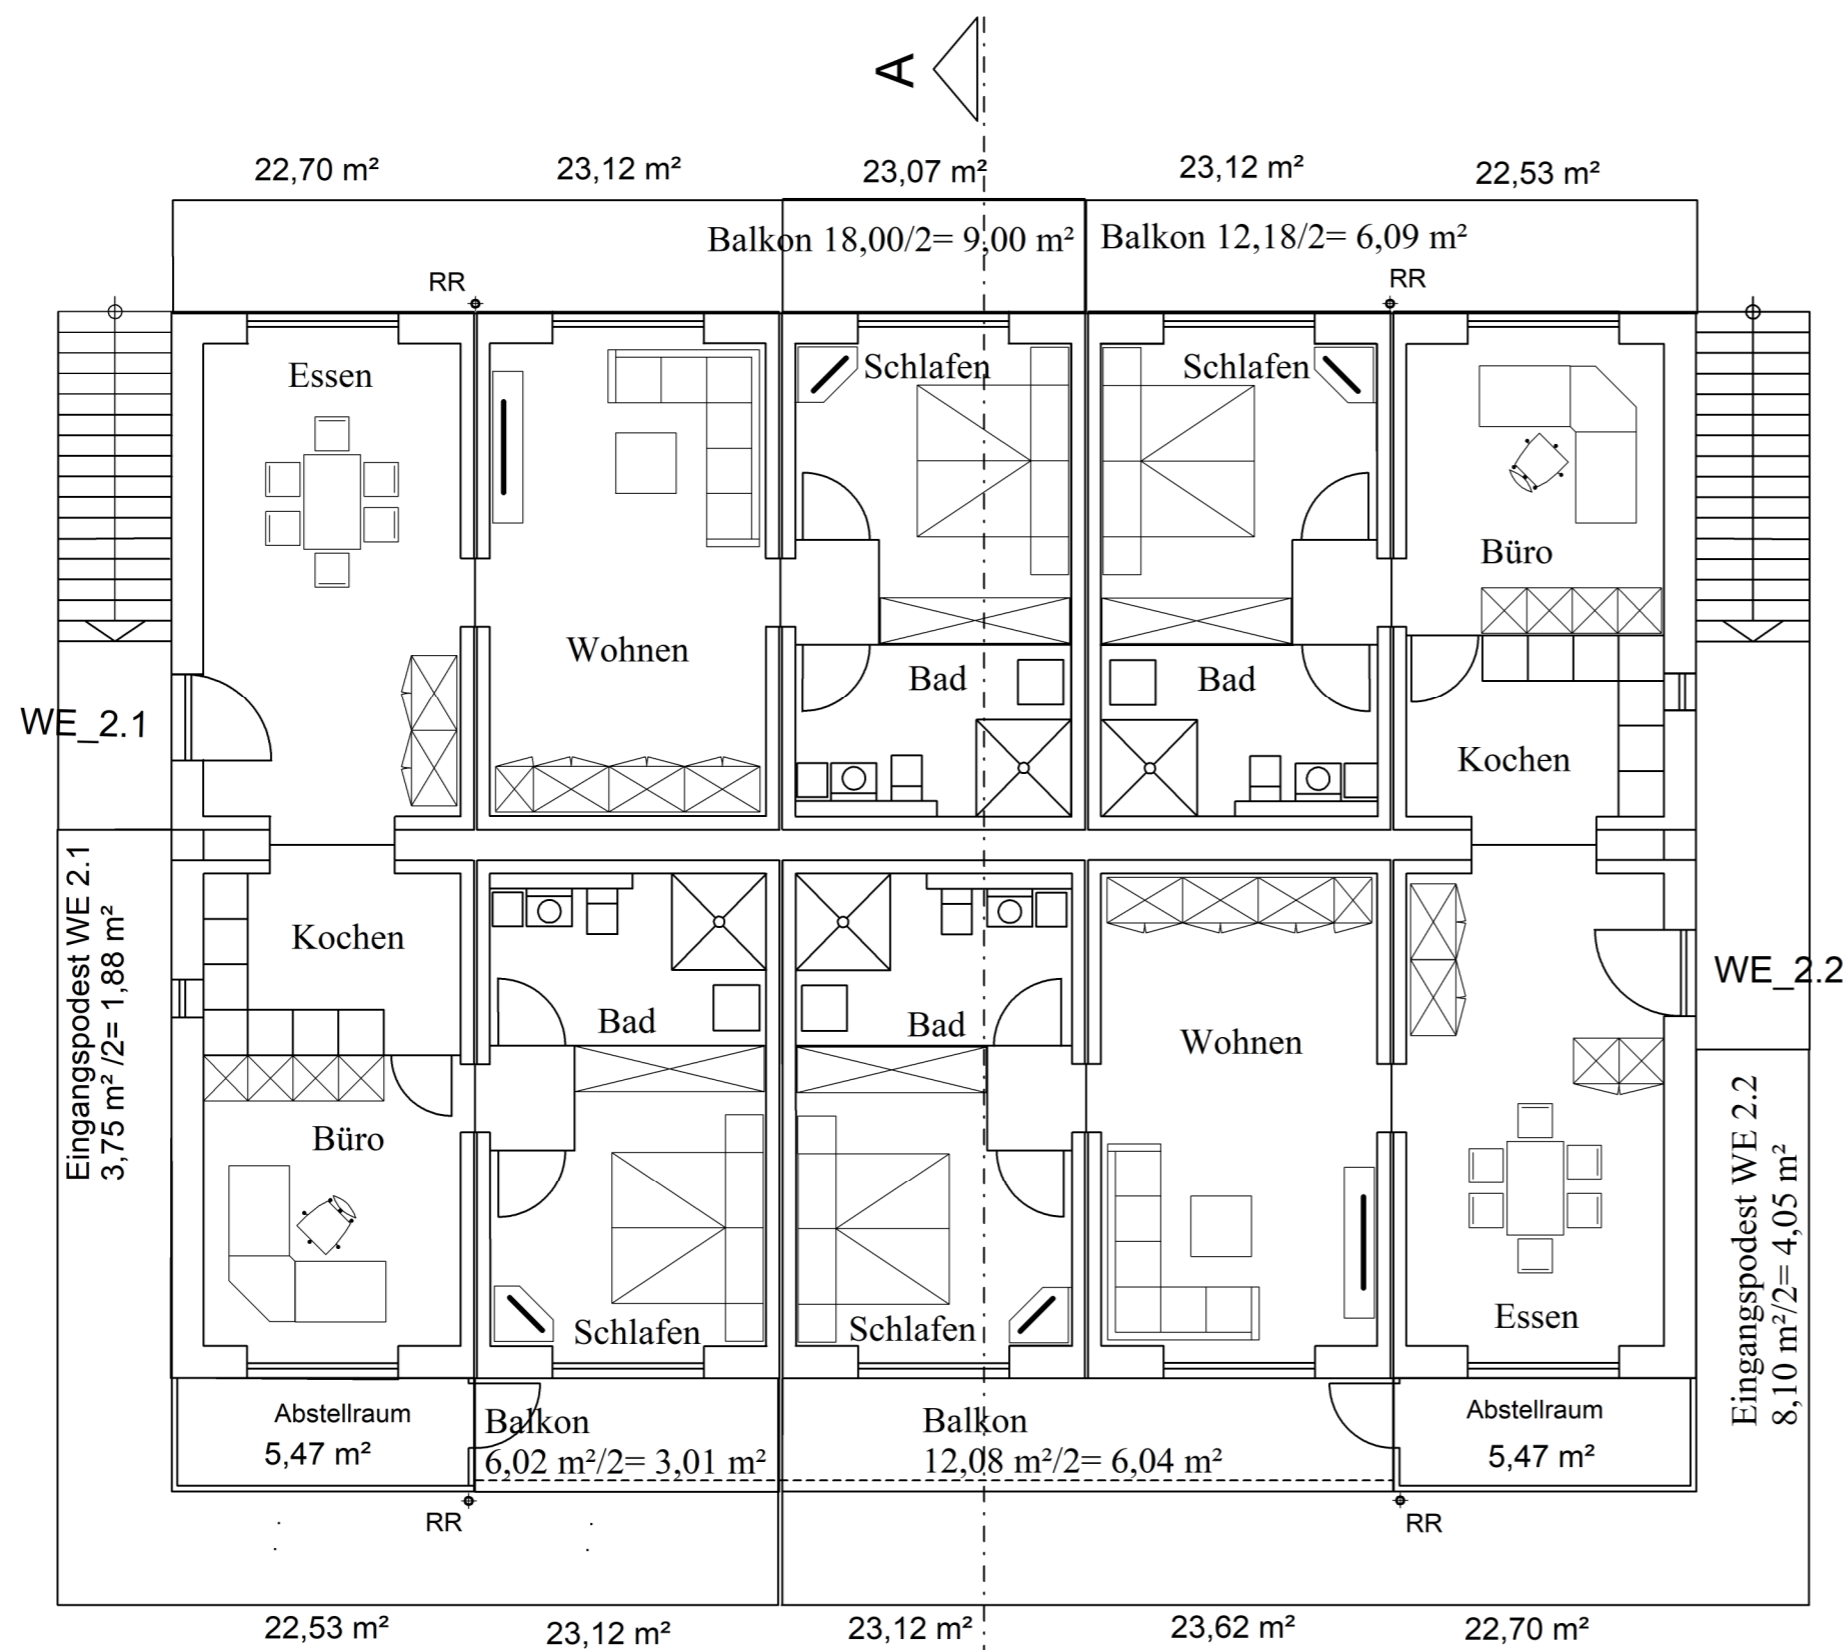 A
22,70 m²
23,12 m²
23,07 m²
23,12 m²
22,53 m²
Balkon 18,00/2= 9,00 m²
Balkon 12,18/2= 6,09 m²
RR
RR
Essen
Schlafen
Schlafen
Büro
Wohnen
Bad
Bad
WE_2.1
Kochen
Eingangspodest WE 2.1
3,75 m² /2= 1,88 m²
Kochen
Bad
Bad
Wohnen
WE_2.2
Büro
Eingangspodest WE 2.2
8,10 m²/2= 4,05 m²
Schlafen
Schlafen
Essen
Abstellraum
5,47 m²
Balkon
6,02 m²/2= 3,01 m²
Balkon
12,08 m²/2= 6,04 m²
Abstellraum
5,47 m²
RR
RR
22,53 m²
23,12 m²
23,12 m²
23,62 m²
22,70 m²